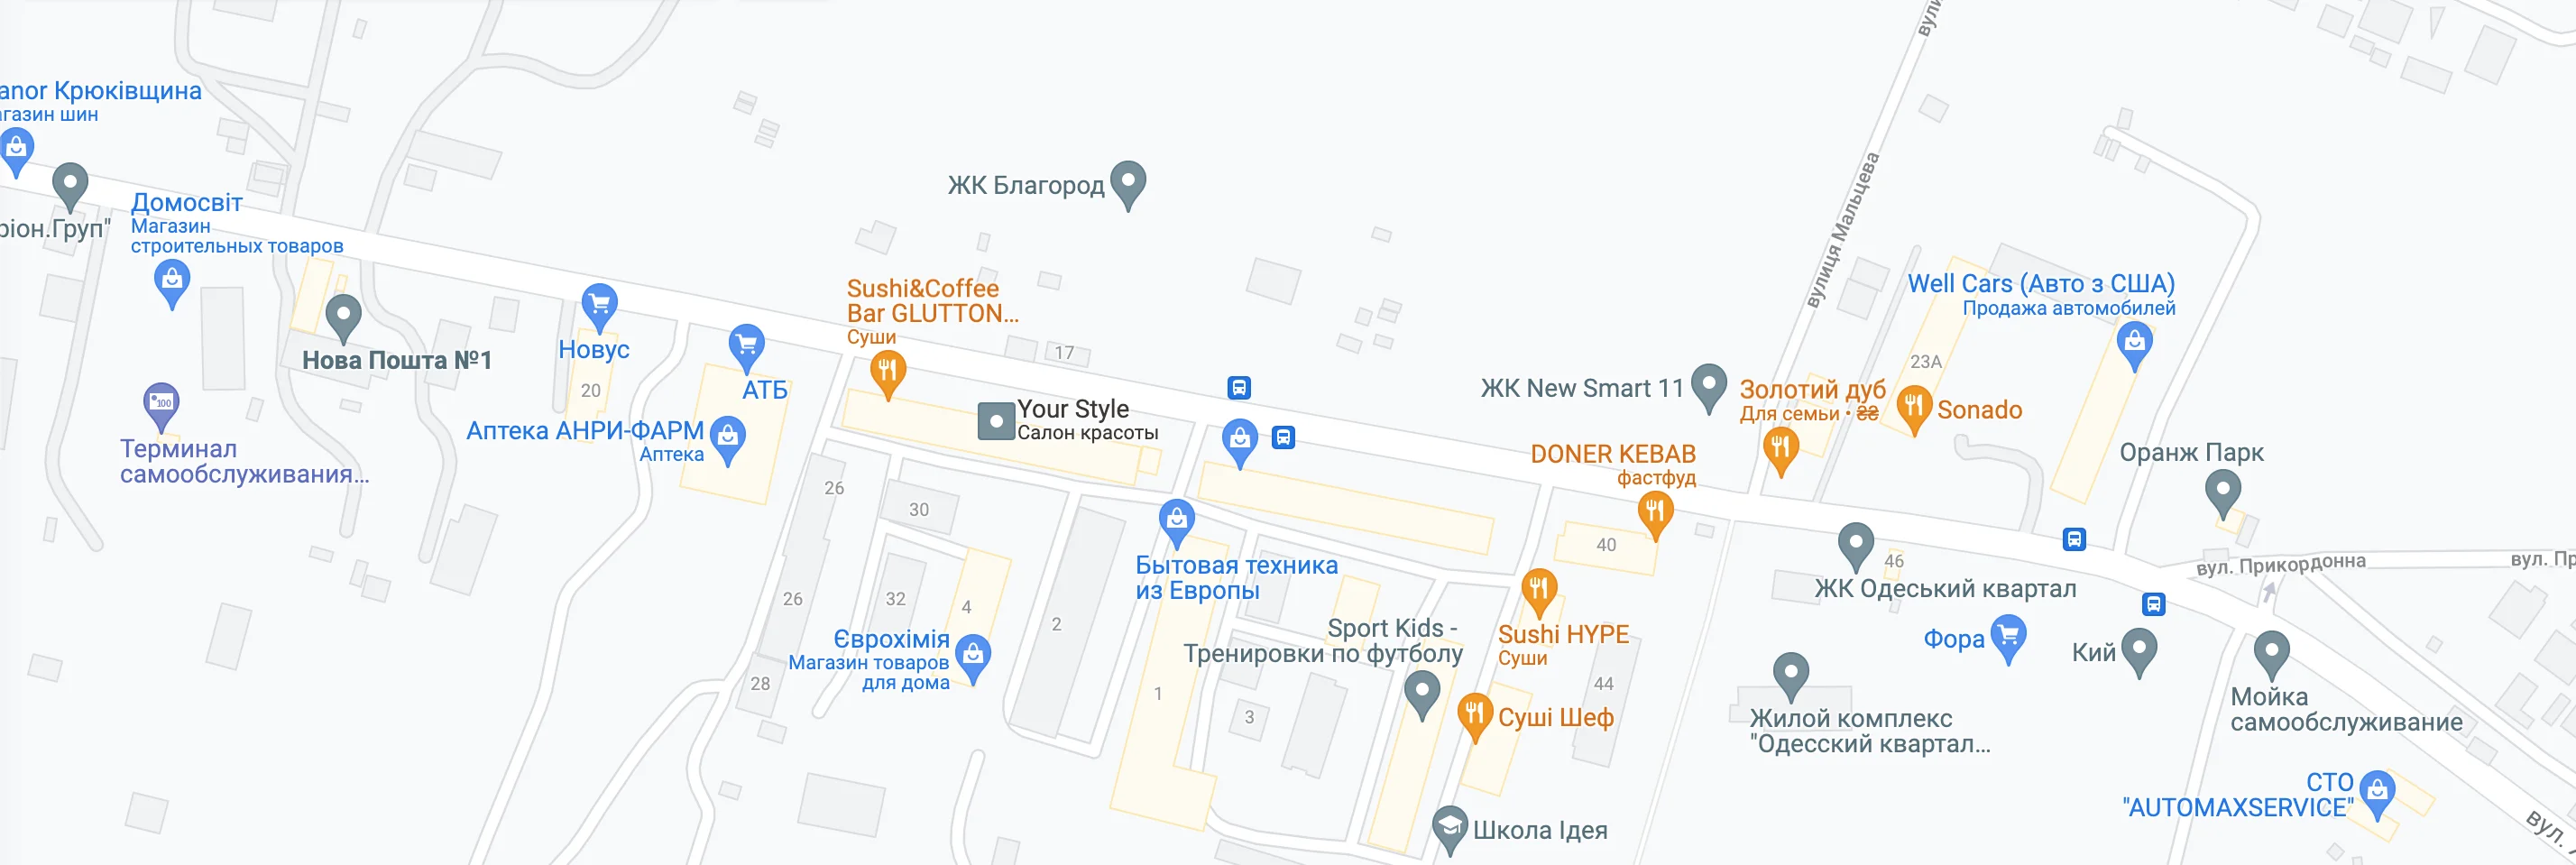 anor Крюківщина
агазин шин
Домосвіт
Магазин
строительных товаров
ріон.Груп"
Нова Пошта №1
100
Терминал
самообслуживания...
Новус
20
АТБ
Аптека АНРИ-ФАРМ
Аптека
Sushi&Coffee
Bar GLUTTON...
Суши
17
ЖК Благород
Your Style
Салон красоты
26
30
26
32
4
28
2
Єврохімія
Магазин товаров
для дома
Бытовая техника
из Европы
1
3
Sport Kids -
Тренировки по футболу
Sushi HYPE
Суши
Суші Шеф
44
Школа Ідея
ЖК New Smart 11
DONER KEBAB
фастфуд
40
вули
вулиця Мальцева
Золотий дуб
Для семьи • ₴₴
23А
Sonado
Well Cars (Авто з США)
Продажа автомобилей
Оранж Парк
46
ЖК Одеський квартал
Фора
Кий
Жилой комплекс
"Одесский квартал...
вул. Прикордонна
вул. Пр
Мойка
самообслуживание
СТО
"AUTOMAXSERVICE"
вул.